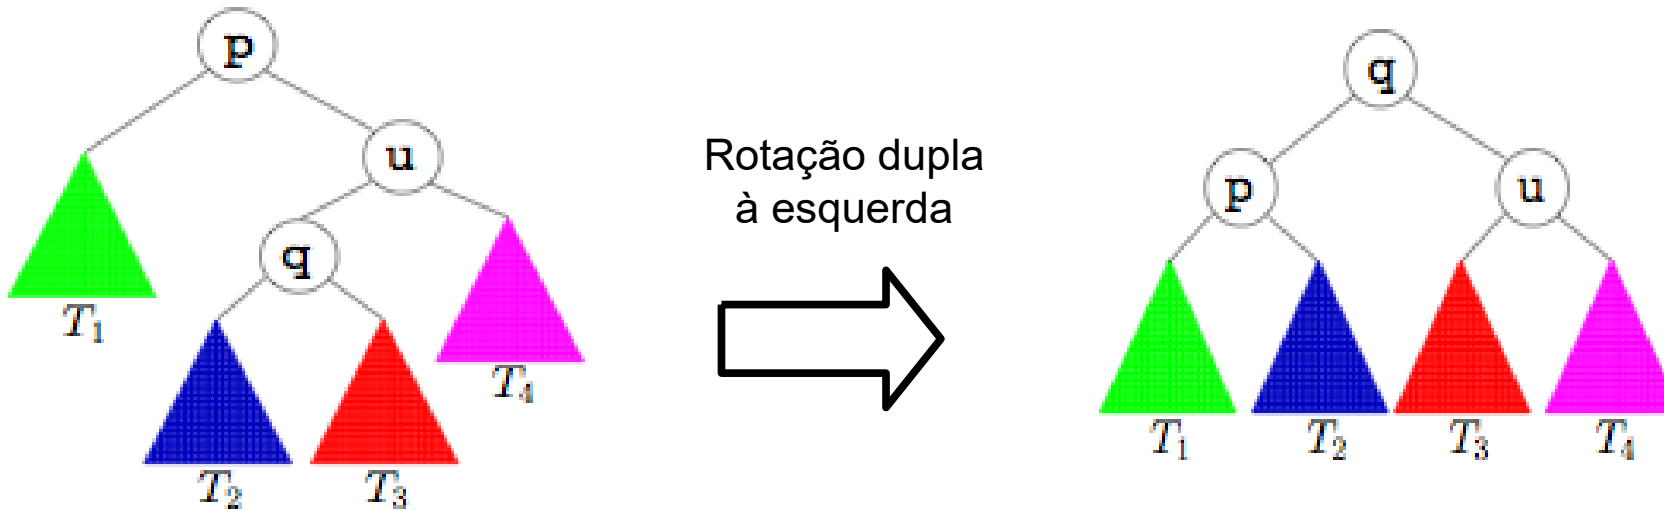 p
u
q
T1
T2
T3
T4
Rotação dupla
à esquerda
q
p
u
T1
T2
T3
T4